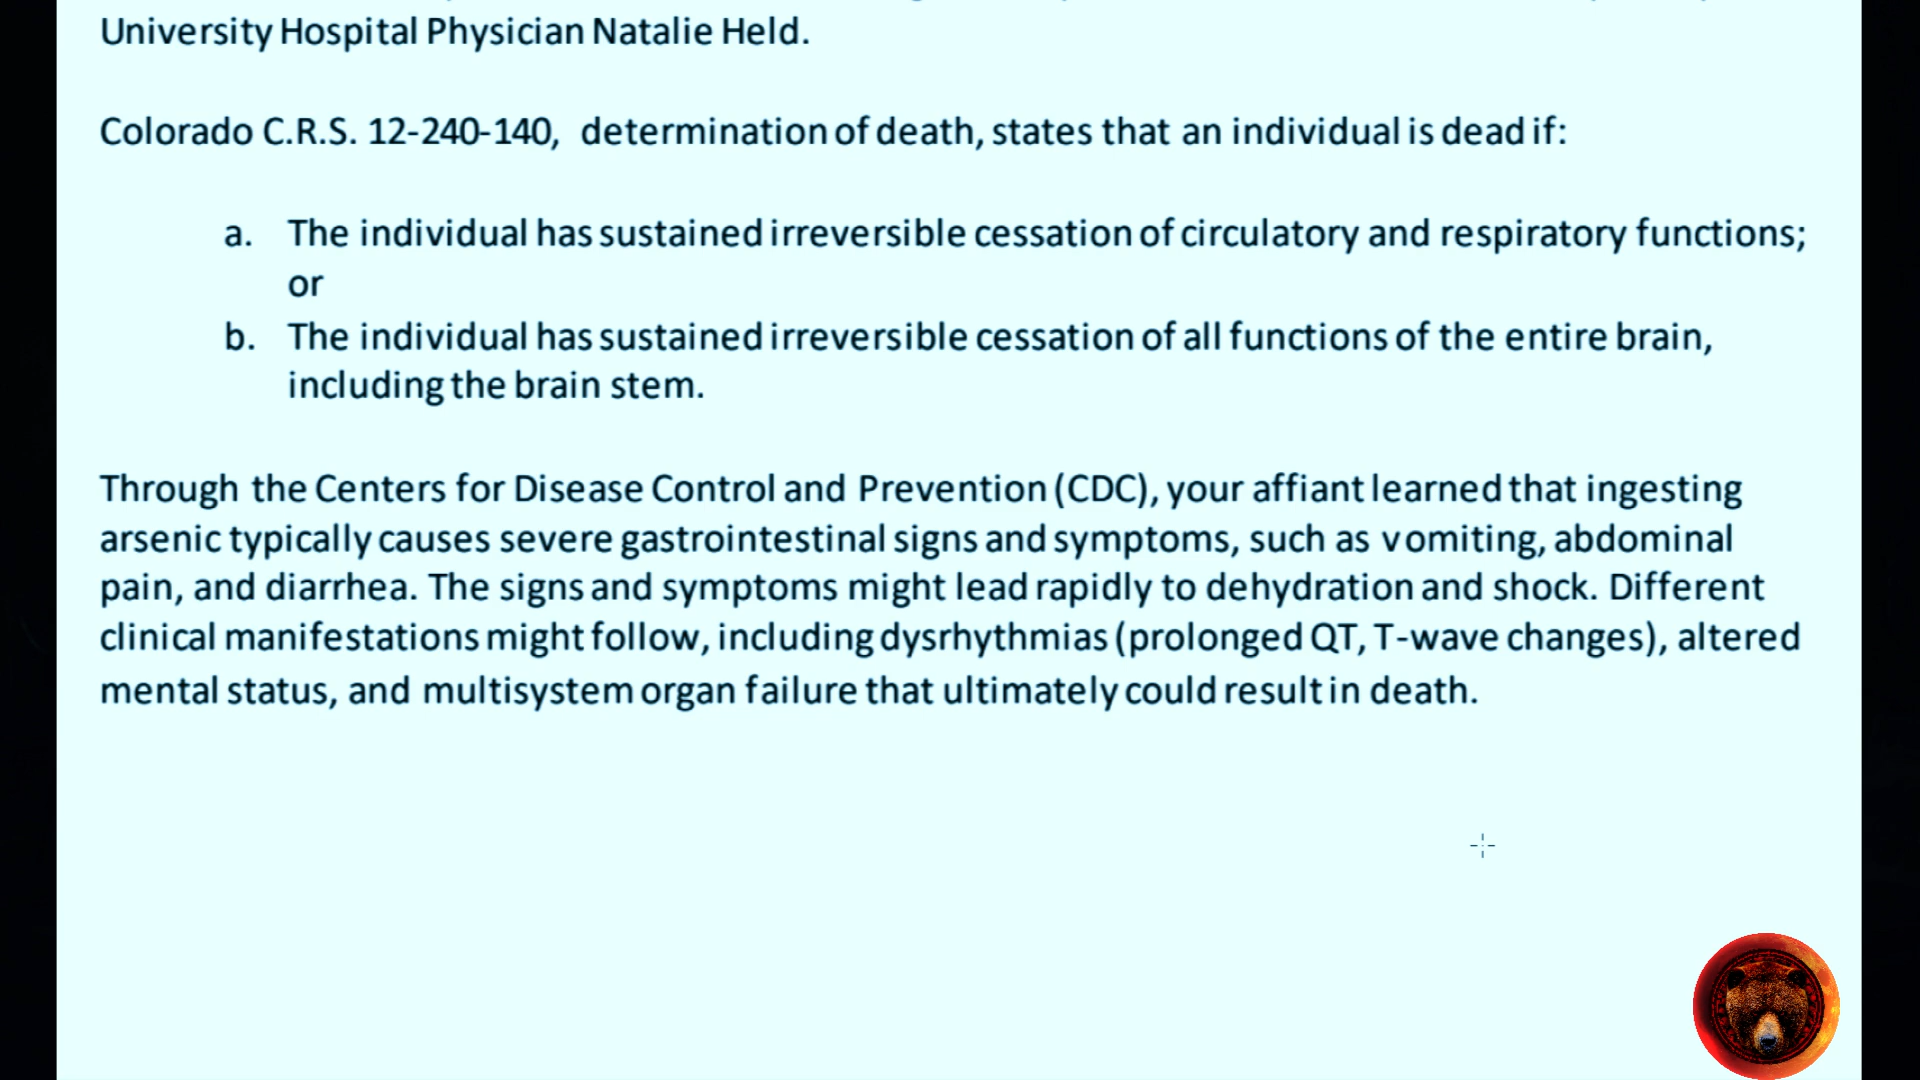 University Hospital Physician Natalie Held.
Colorado C.R.S. 12-240-140, determination of death, states that an individual is dead if:
a. The individual has sustained irreversible cessation of circulatory and respiratory functions;
or
b. The individual has sustained irreversible cessation of all functions of the entire brain,
including the brain stem.
Through the Centers for Disease Control and Prevention (CDC), your affiant learned that ingesting
arsenic typically causes severe gastrointestinal signs and symptoms, such as vomiting, abdominal
pain, and diarrhea. The signs and symptoms might lead rapidly to dehydration and shock. Different
clinical manifestations might follow, including dysrhythmias (prolonged QT, T-wave changes), altered
mental status, and multisystem organ failure that ultimately could result in death.